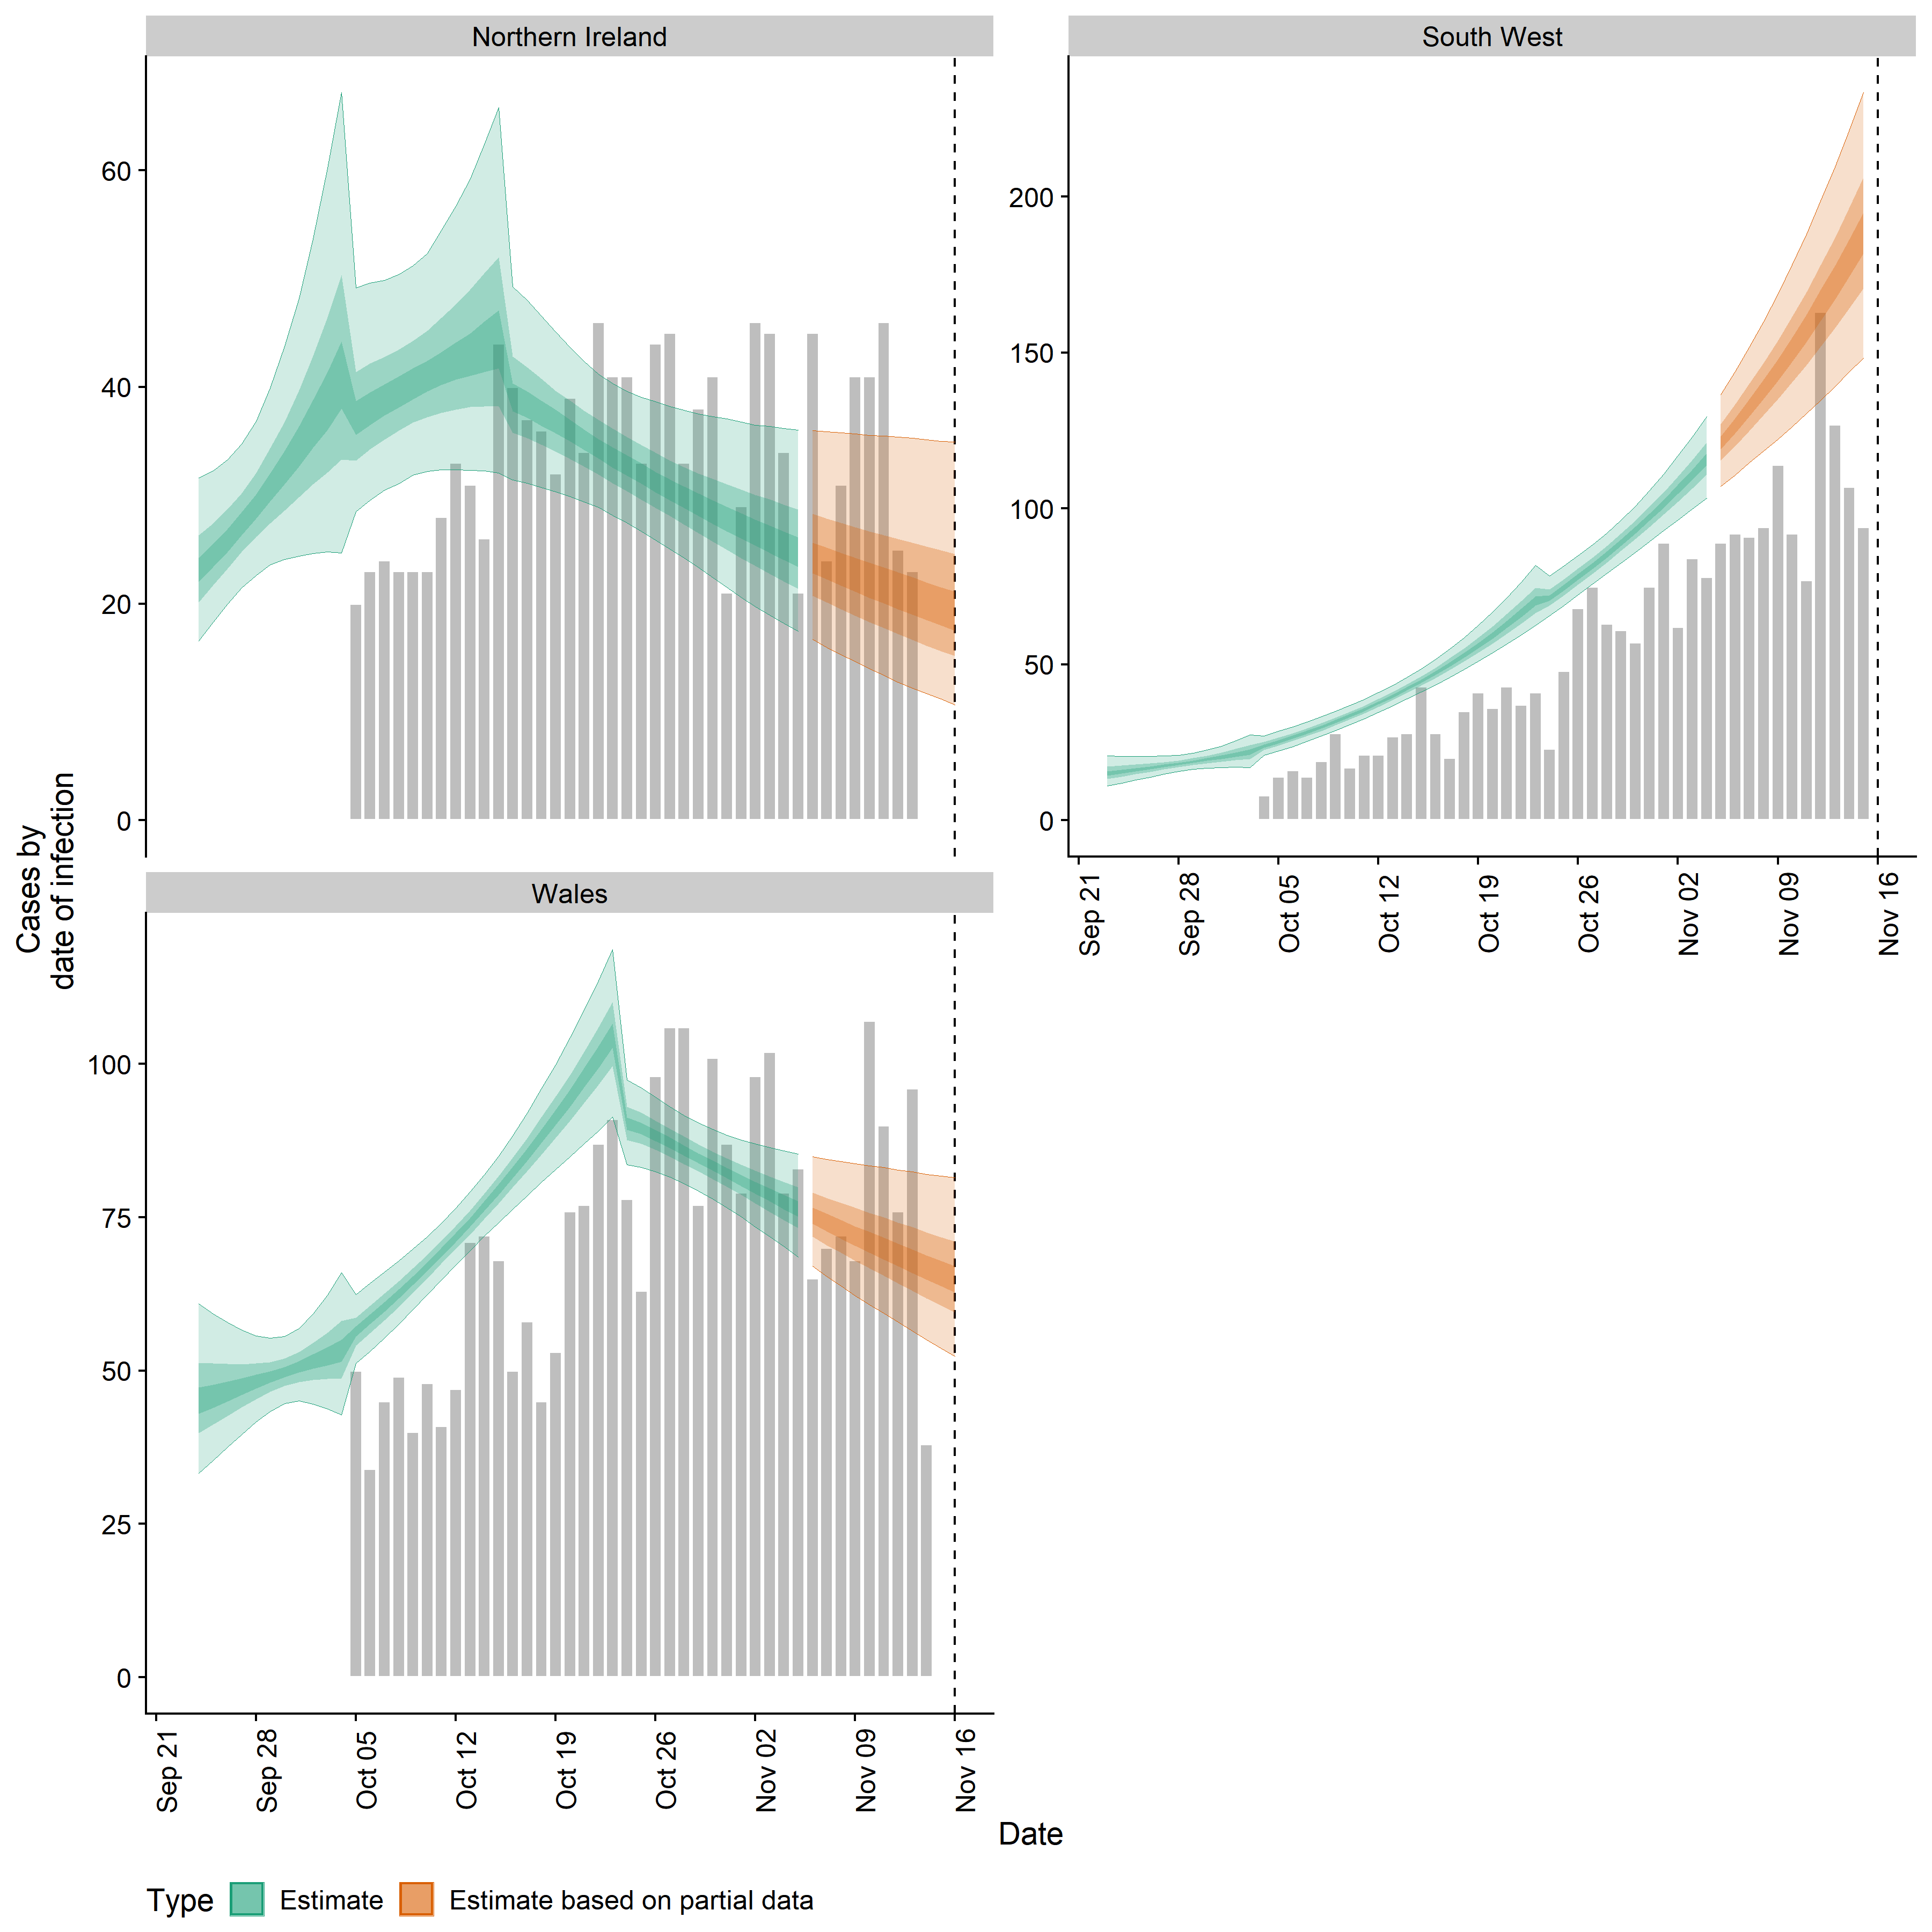 Northern Ireland
South West
60
40
20
0
200
150
100
50
0
Sep 21
Sep 28
Oct 05
Oct 12
Oct 19
Oct 26
Nov 02
Nov 09
Nov 16
Cases by
date of infection
Wales
100
75
50
25
0
Sep 21
Sep 28
Oct 05
Oct 12
Oct 19
Oct 26
Nov 02
Nov 09
Nov 16
Date
Type Estimate Estimate based on partial data